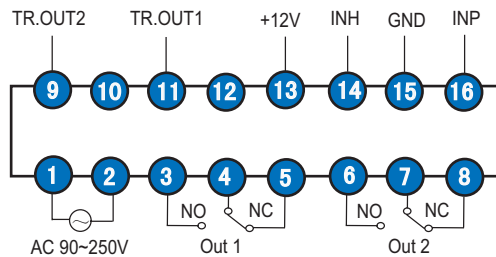 TR.OUT2 TR.OUT1 +12V INH GND INP
9 10 11 12 13 14 15 16
1 2 3 4 5 6 7 8
NO NC NO NC
AC 90~250V Out 1 Out 2